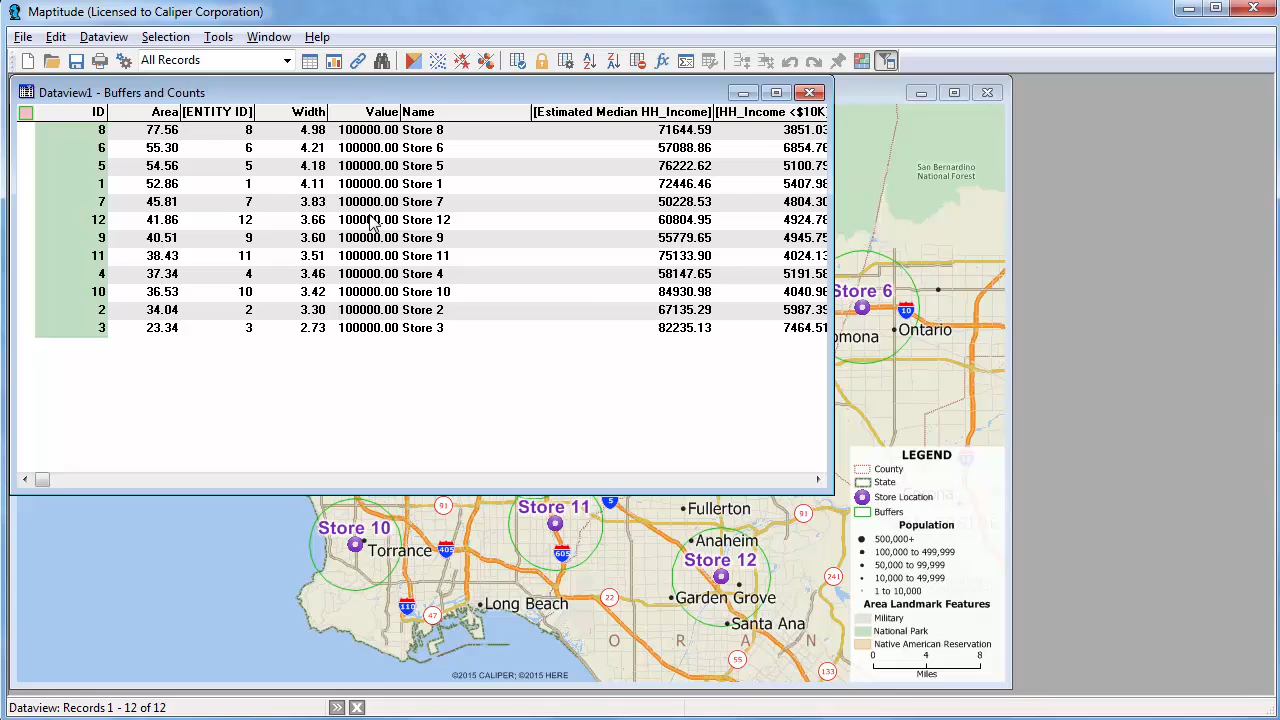 Maptitude (Licensed to Caliper Corporation)
File Edit Dataview Selection Tools Window Help
All Records
Dataview1 - Buffers and Counts
ID Area [ENTITY ID] Width Value Name [Estimated Median HH_Income] [HH_Income <$10K]
8 77.56 8 4.98 100000.00 Store 8 71644.59 3851.03
6 55.30 6 4.21 100000.00 Store 6 57088.86 6854.76
5 54.56 5 4.18 100000.00 Store 5 76222.62 5100.79
1 52.86 1 4.11 100000.00 Store 1 72446.46 5407.98
7 45.81 7 3.83 100000.00 Store 7 50228.53 4804.30
12 41.86 12 3.66 100000.00 Store 12 60804.95 4924.78
9 40.51 9 3.60 100000.00 Store 9 55779.65 4945.75
11 38.43 11 3.51 100000.00 Store 11 75133.90 4024.13
4 37.34 4 3.46 100000.00 Store 4 58147.65 5191.58
10 36.53 10 3.42 100000.00 Store 10 84930.98 4040.96
2 34.04 2 3.30 100000.00 Store 2 67135.29 5987.39
3 23.34 3 2.73 100000.00 Store 3 82235.13 7464.51
San Bernardino
National Forest
Store 6
10
Ontario
omona
91
Store 11
5
Fullerton
91
Store 10
Torrance
405
605
Anaheim
Store 12
241
110
47
Long Beach
22
Garden Grove
Santa Ana
O R A N
55
133
©2015 CALIPER; ©2015 HERE
LEGEND
County
State
Store Location
Buffers
Population
500,000+
100,000 to 499,999
50,000 to 99,999
10,000 to 49,999
1 to 10,000
Area Landmark Features
Military
National Park
Native American Reservation
0 4 8
Miles
Dataview: Records 1 - 12 of 12